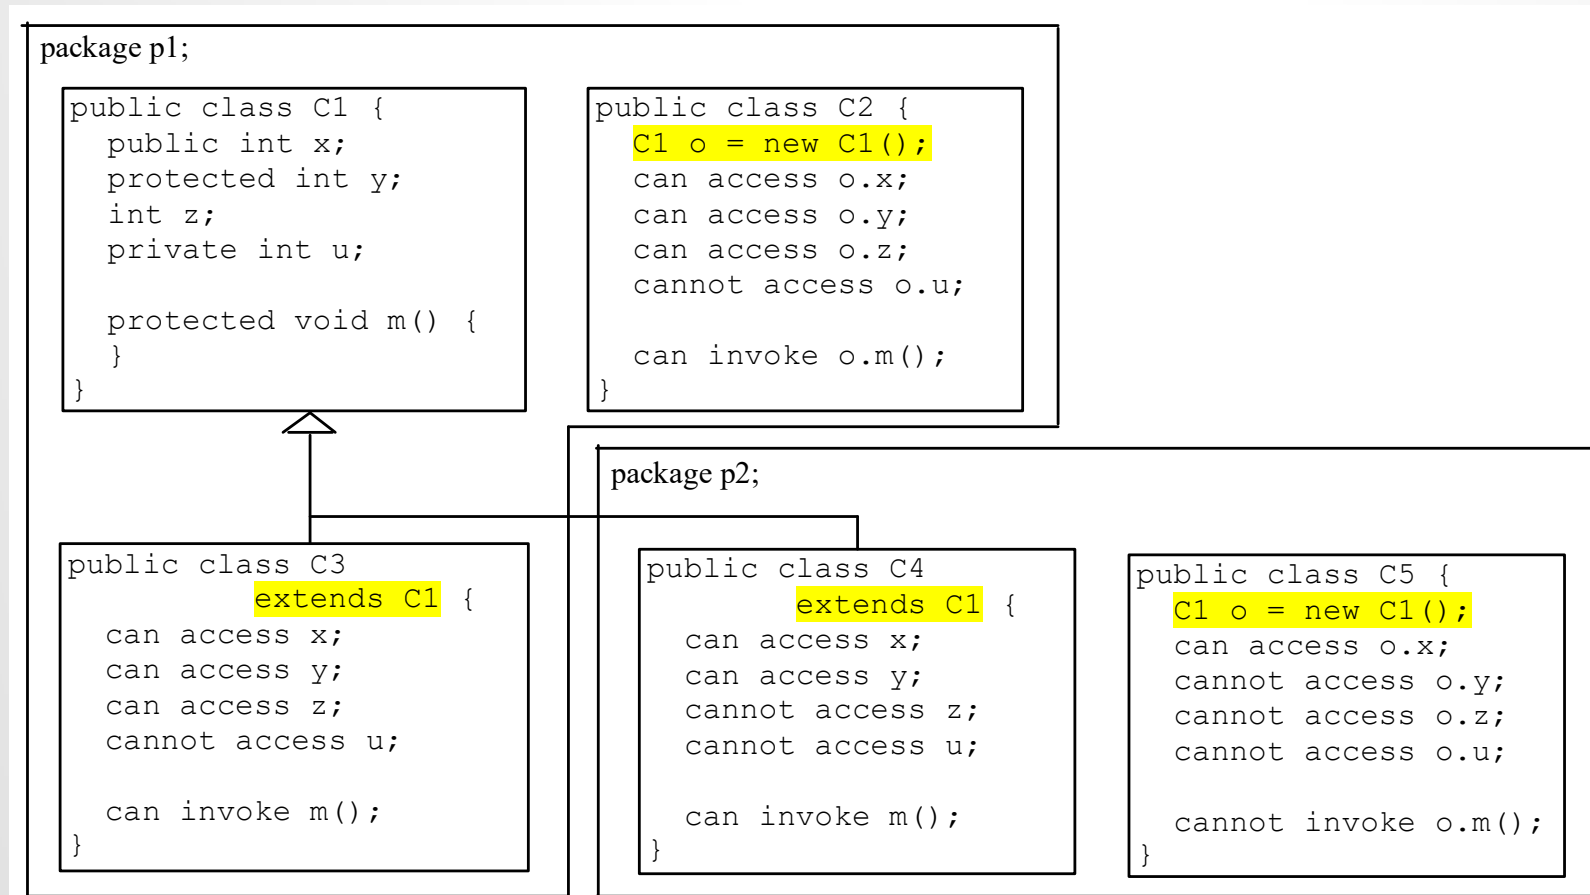 package p1;
public class C1 {
public int x;
protected int y;
int z;
private int u;
protected void m() {
}
}
public class C2 {
C1 o = new C1();
can access o.x;
can access o.y;
can access o.z;
cannot access o.u;
can invoke o.m();
}
public class C3
extends C1 {
can access x;
can access y;
can access z;
cannot access u;
can invoke m();
}
package p2;
public class C4
extends C1 {
can access x;
can access y;
cannot access z;
cannot access u;
can invoke m();
}
public class C5 {
C1 o = new C1();
can access o.x;
cannot access o.y;
cannot access o.z;
cannot access o.u;
cannot invoke o.m();
}